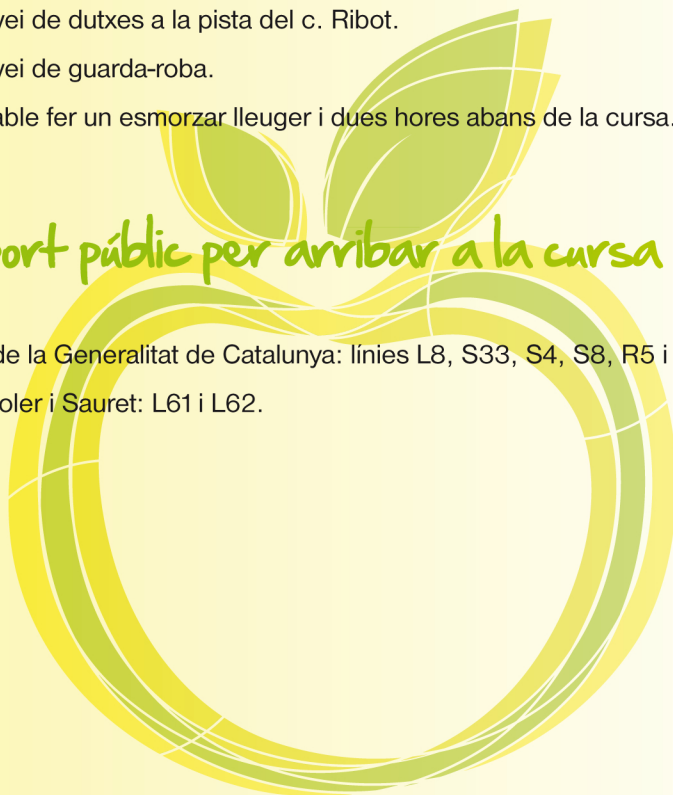 vei de dutxes a la pista del c. Ribot.
vei de guarda-roba.
able fer un esmorzar lleuger i dues hores abans de la cursa.
port públic per arribar a la cursa
de la Generalitat de Catalunya: línies L8, S33, S4, S8, R5 i
oler i Sauret: L61 i L62.